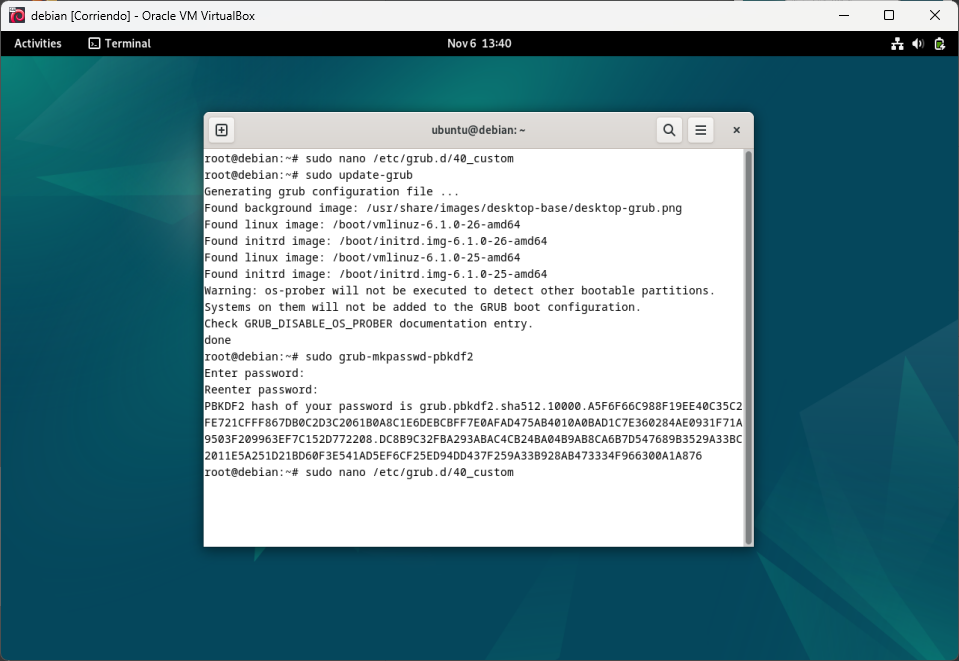 debian [Corriendo] - Oracle VM VirtualBox
Activities
Terminal
Nov 6 13:40
ubuntu@debian: ~
root@debian:~# sudo nano /etc/grub.d/40_custom
root@debian:~# sudo update-grub
Generating grub configuration file ...
Found background image: /usr/share/images/desktop-base/desktop-grub.png
Found linux image: /boot/vmlinuz-6.1.0-26-amd64
Found initrd image: /boot/initrd.img-6.1.0-26-amd64
Found linux image: /boot/vmlinuz-6.1.0-25-amd64
Found initrd image: /boot/initrd.img-6.1.0-25-amd64
Warning: os-prober will not be executed to detect other bootable partitions.
Systems on them will not be added to the GRUB boot configuration.
Check GRUB_DISABLE_OS_PROBER documentation entry.
done
root@debian:~# sudo grub-mkpasswd-pbkdf2
Enter password:
Reenter password:
PBKDF2 hash of your password is grub.pbkdf2.sha512.10000.A5F6F66C988F19EE40C35C2
FE721CFFF867DB0C2D3C2061B0A8C1E6DEBCBFF7E0AFAD475AB4010A0BAD1C7E360284AE0931F71A
9503F209963EF7C152D772208.DC8B9C32FBA293ABAC4CB24BA04B9AB8CA6B7D547689B3529A33BC
2011E5A251D21BD60F3E541AD5EF6CF25ED94DD437F259A33B928AB473334F966300A1A876
root@debian:~# sudo nano /etc/grub.d/40_custom